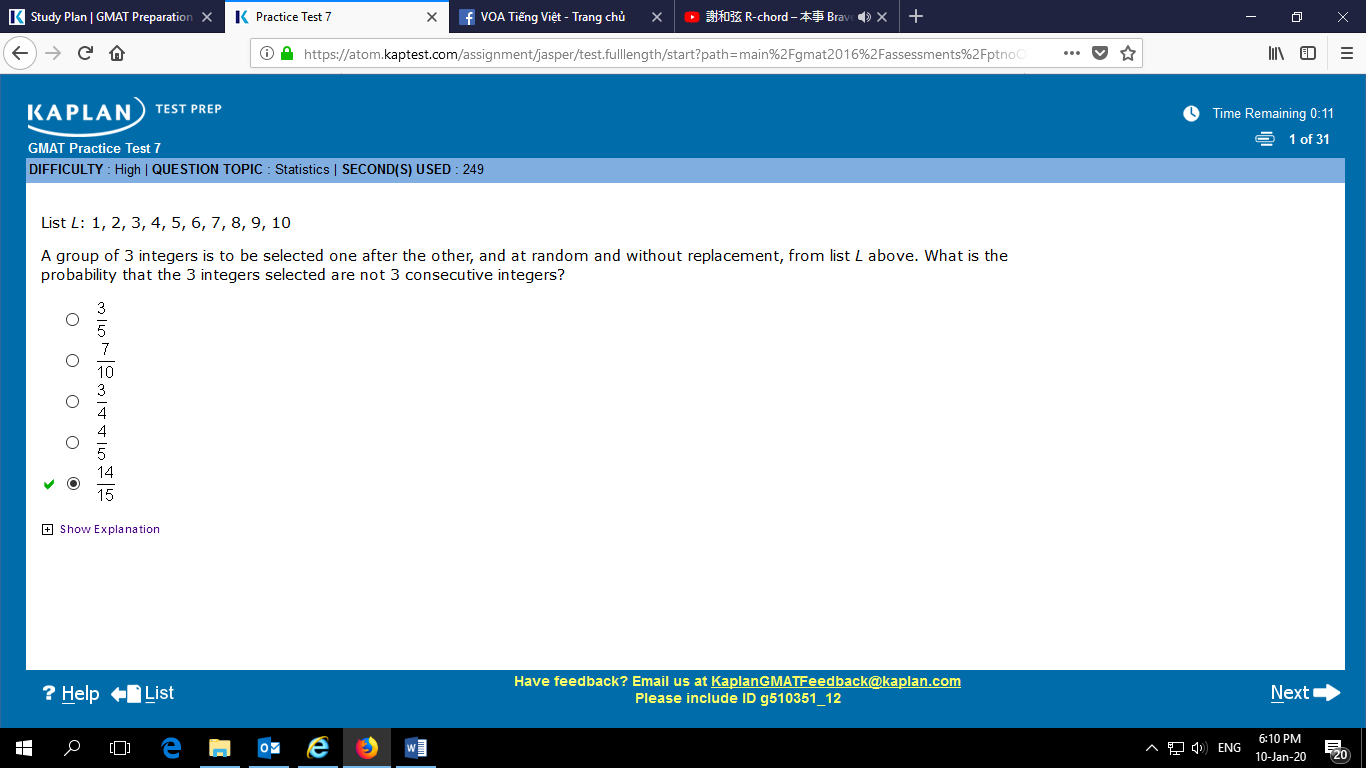 Study Plan | GMAT Preparation
Practice Test 7
VOA Tiếng Việt - Trang chủ
謝和弦 R-chord – 本事 Brav
https://atom.kaptest.com/assignment/jasper/test.fulllength/start?path=main%2Fgmat2016%2Fassessments%2Fptno
KAPLAN TEST PREP
Time Remaining 0:11
1 of 31
GMAT Practice Test 7
DIFFICULTY : High | QUESTION TOPIC : Statistics | SECOND(S) USED : 249
List L: 1, 2, 3, 4, 5, 6, 7, 8, 9, 10
A group of 3 integers is to be selected one after the other, and at random and without replacement, from list L above. What is the
probability that the 3 integers selected are not 3 consecutive integers?
3
5
7
10
3
4
4
5
14
15
Show Explanation
? Help
List
Have feedback? Email us at KaplanGMATFeedback@kaplan.com
Please include ID g510351_12
Next
ENG
6:10 PM
10-Jan-20
20